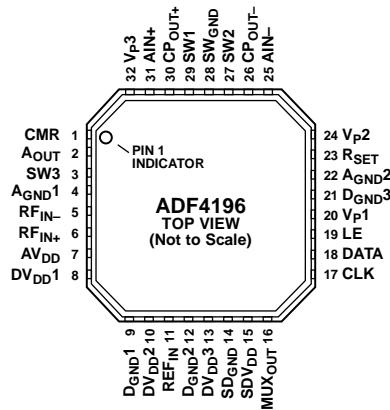 32 VP3
31 AIN+
30 CPOUT+
29 SW1
28 SWGND
27 SW2
26 CPOUT–
25 AIN–
CMR 1
AOUT 2
SW3 3
AGND1 4
RFIN– 5
RFIN+ 6
AVDD 7
DVDD1 8
PIN 1
INDICATOR
ADF4196
TOP VIEW
(Not to Scale)
24 VP2
23 RSET
22 AGND2
21 DGND3
20 VP1
19 LE
18 DATA
17 CLK
DGND1 9
DVDD2 10
REFIN 11
DGND2 12
DVDD3 13
SDGND 14
SDVDD 15
MUXOUT 16